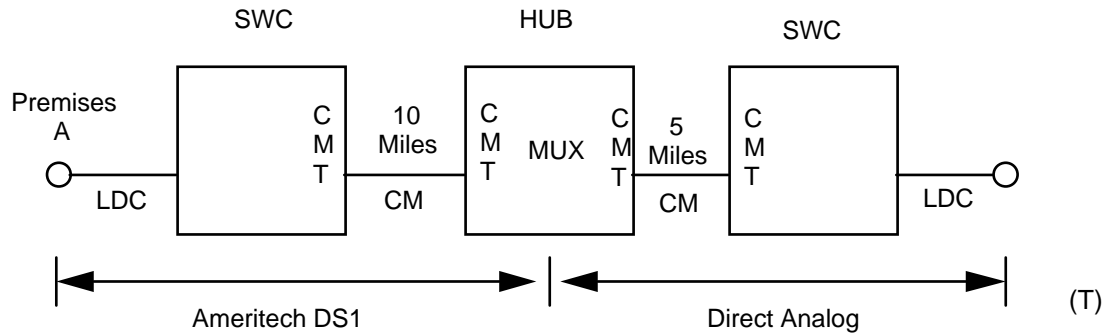 SWC
HUB
SWC
Premises
A
LDC
C
M
T
10
Miles
CM
C
M
T
MUX
C
M
T
5
Miles
CM
C
M
T
LDC
Ameritech DS1
Direct Analog
(T)